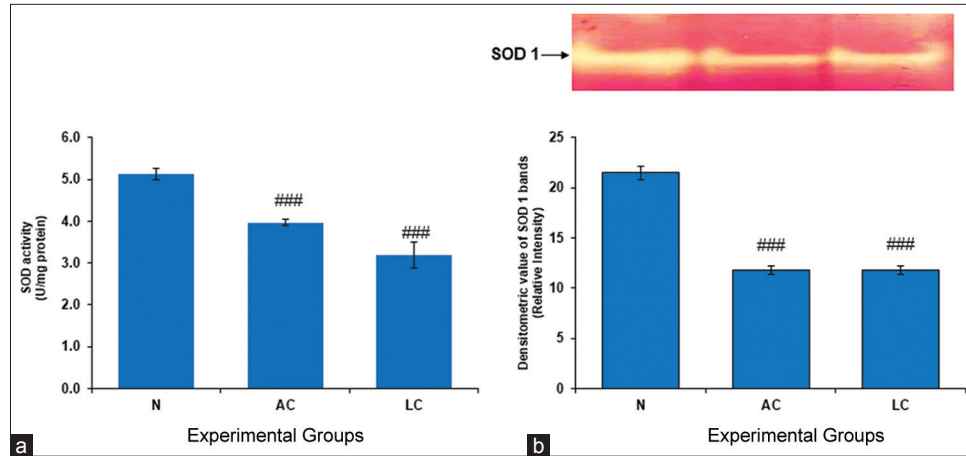 SOD 1
6.0
5.0
4.0
3.0
2.0
1.0
0.0
SOD activity
(U/mg protein)
###
###
N AC LC
Experimental Groups
a
25
20
15
10
5
0
Densitometric value of SOD 1 bands
(Relative Intensity)
###
###
N AC LC
Experimental Groups
b